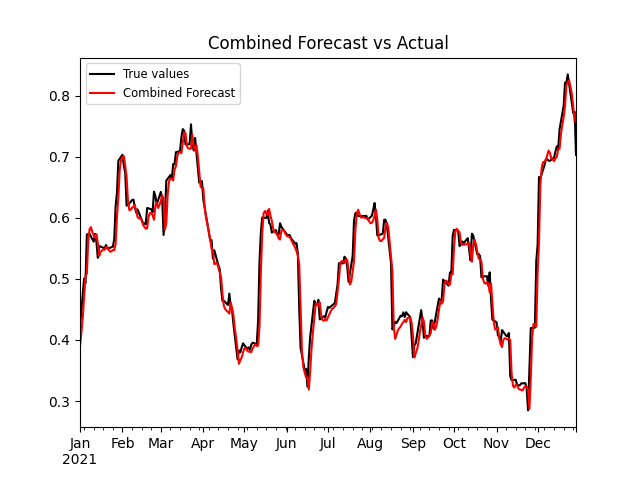 Combined Forecast vs Actual
True values
Combined Forecast
0.8
0.7
0.6
0.5
0.4
0.3
Jan Feb Mar Apr May Jun Jul Aug Sep Oct Nov Dec
2021